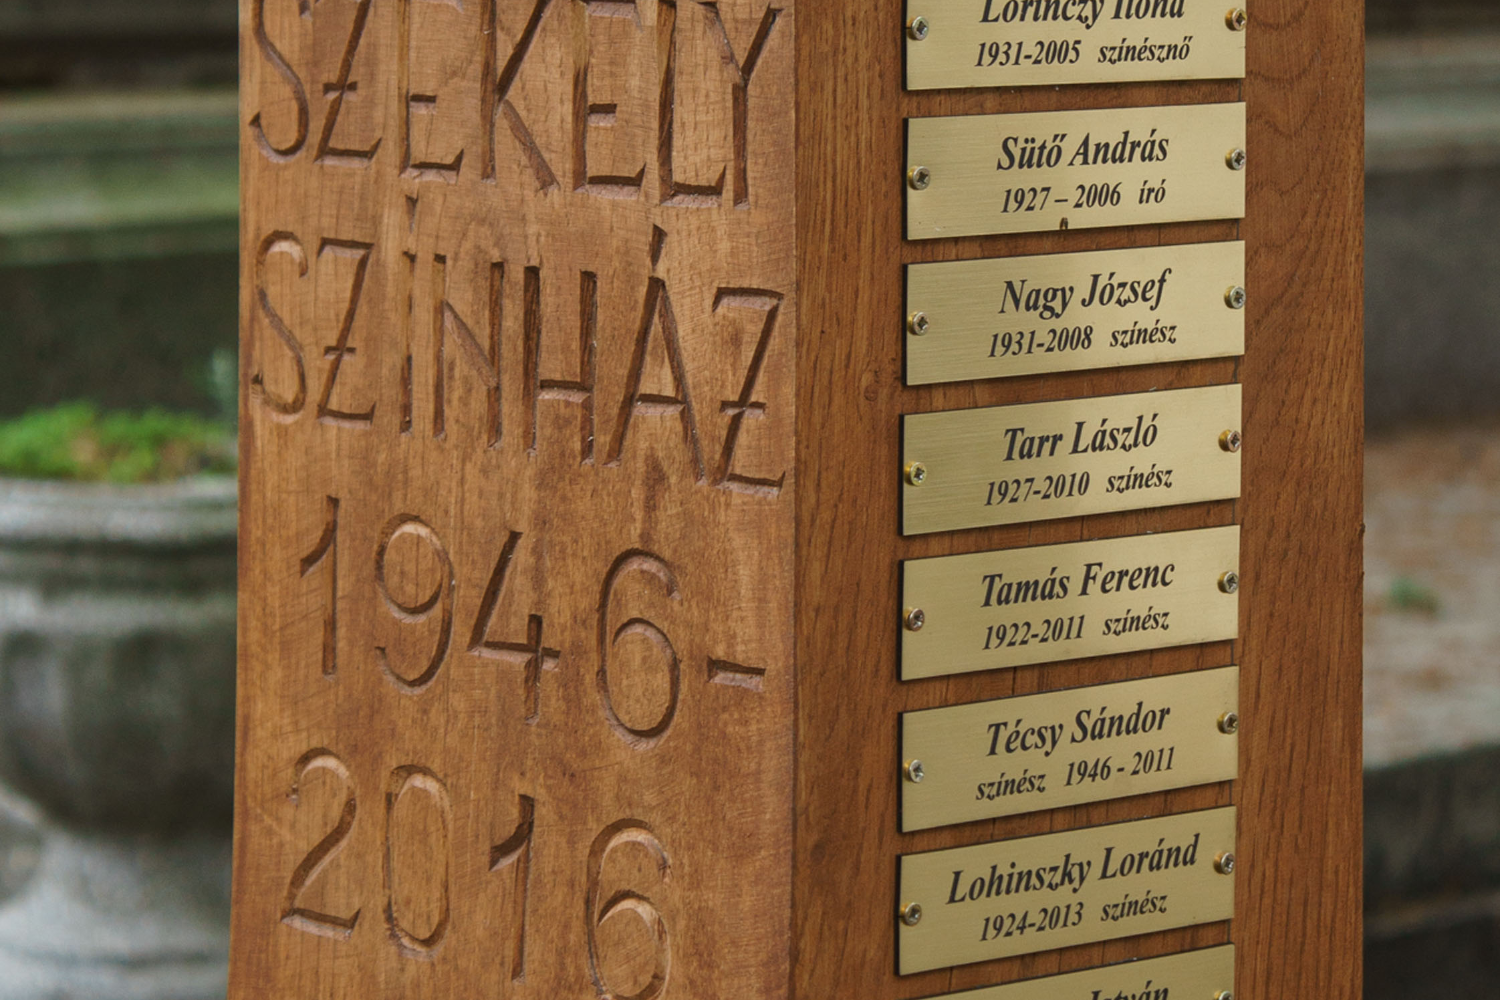 SZÉKELY
SZÍNHÁZ
1946-
2016
Lőrinczy Ilona
1931-2005 színésznő
Sütő András
1927 – 2006 író
Nagy József
1931-2008 színész
Tarr László
1927-2010 színész
Tamás Ferenc
1922-2011 színész
Técsy Sándor
színész 1946 - 2011
Lohinszky Loránd
1924-2013 színész
István